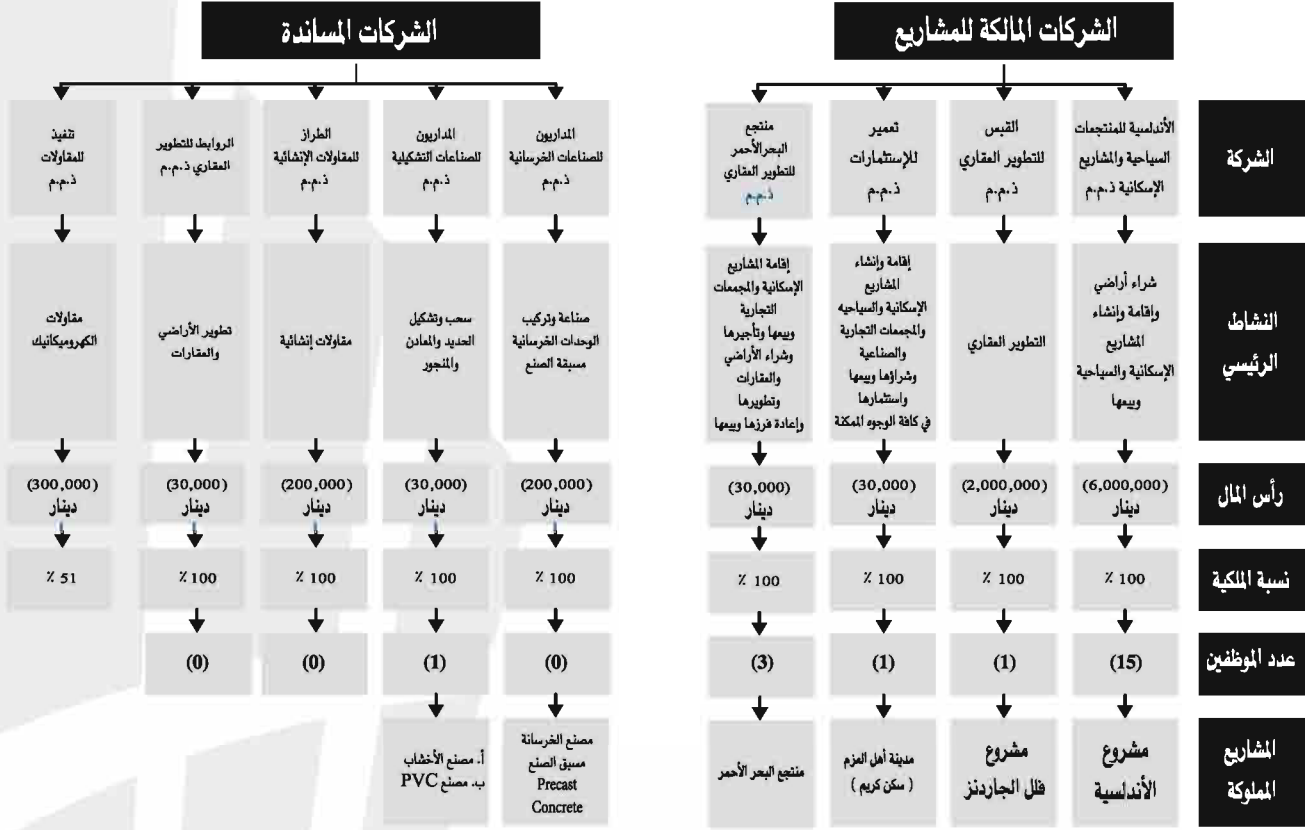 الشركات المالكة للمشاريع
الشركات المساندة
الشركة
الأندلسية للمنتجعات
السياحية والمشاريع
الإسكانية ذ.م.م
القبس
للتطوير العقاري
ذ.م.م
تعمير
للإستثمارات
ذ.م.م
منتجع
البحرالأحمر
للتطوير العقاري
ذ.م.م
المداريون
للصناعات الخرسانية
ذ.م.م
المداريون
للصناعات التشكيلية
ذ.م.م
الطراز
للمقاولات الإنشائية
ذ.م.م
الروابط للتطوير
العقاري ذ.م.م
تنفيذ
للمقاولات
ذ.م.م
النشاط
الرئيسي
شراء أراضي
وإقامة وإنشاء
المشاريع
الإسكانية والسياحية
وبيعها
التطوير العقاري
إقامة وإنشاء
المشاريع
الإسكانية والسياحيه
والمجمعات التجارية
والصناعية
وشراؤها وبيعها
واستثمارها
في كافة الوجوه الممكنة
إقامة المشاريع
الإسكانية والمجمعات
التجارية
وبيعها وتأجيرها
وشراء الأراضي
والعقارات
وتطويرها
وإعادة فرزها وبيعها
صناعة وتركيب
الوحدات الخرسانية
مسبقة الصنع
سحب وتشكيل
الحديد والمعادن
والمنجور
مقاولات إنشائية
تطوير الأراضي
والعقارات
مقاولات
الكهروميكانيك
رأس المال
(6,000,000)
دينار
(2,000,000)
دينار
(30,000)
دينار
(30,000)
دينار
(200,000)
دينار
(30,000)
دينار
(200,000)
دينار
(30,000)
دينار
(300,000)
دينار
نسبة الملكية
100 ٪
100 ٪
100 ٪
100 ٪
100 ٪
100 ٪
100 ٪
100 ٪
51 ٪
عدد الموظفين
(15)
(1)
(1)
(3)
(0)
(1)
(0)
(0)
المشاريع
المملوكة
مشروع
الأندلسية
مشروع
فلل الجاردنز
مدينة أهل العزم
( سكن كريم )
منتجع البحر الأحمر
مصنع الخرسانة
مسبق الصنع
Precast
Concrete
أ. مصنع الأخشاب
ب. مصنع PVC